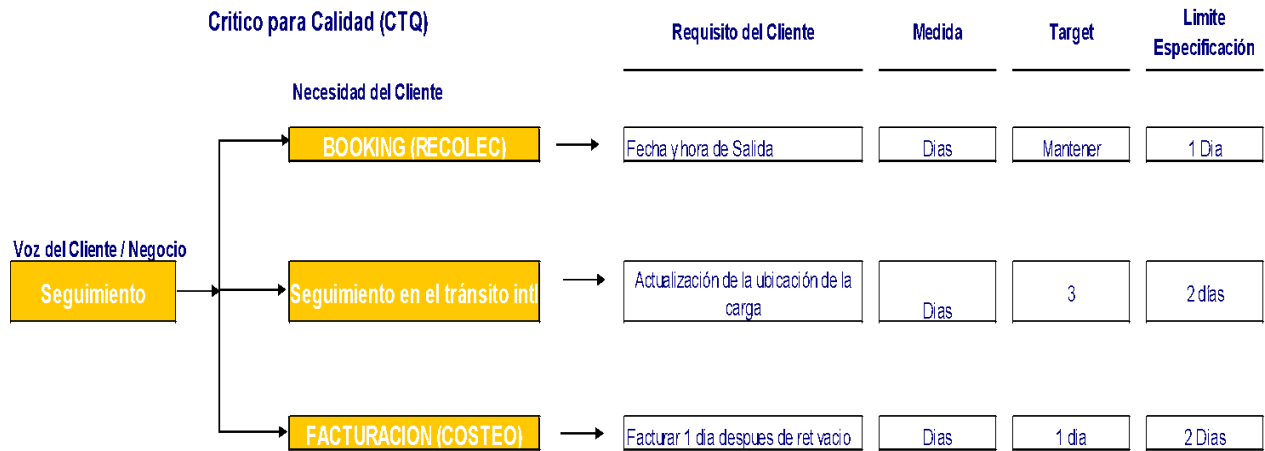 Critico para Calidad (CTQ)
Requisito del Cliente
Medida
Target
Limite
Especificación
Necesidad del Cliente
BOOKING (RECOLEC)
Fecha y hora de Salida
Dias
Mantener
1 Dia
Voz del Cliente / Negocio
Seguimiento
Seguimiento en el tránsito intl
Actualización de la ubicación de la
carga
Dias
3
2 días
FACTURACION (COSTEO)
Facturar 1 dia despues de ret vacio
Dias
1 dia
2 Dias